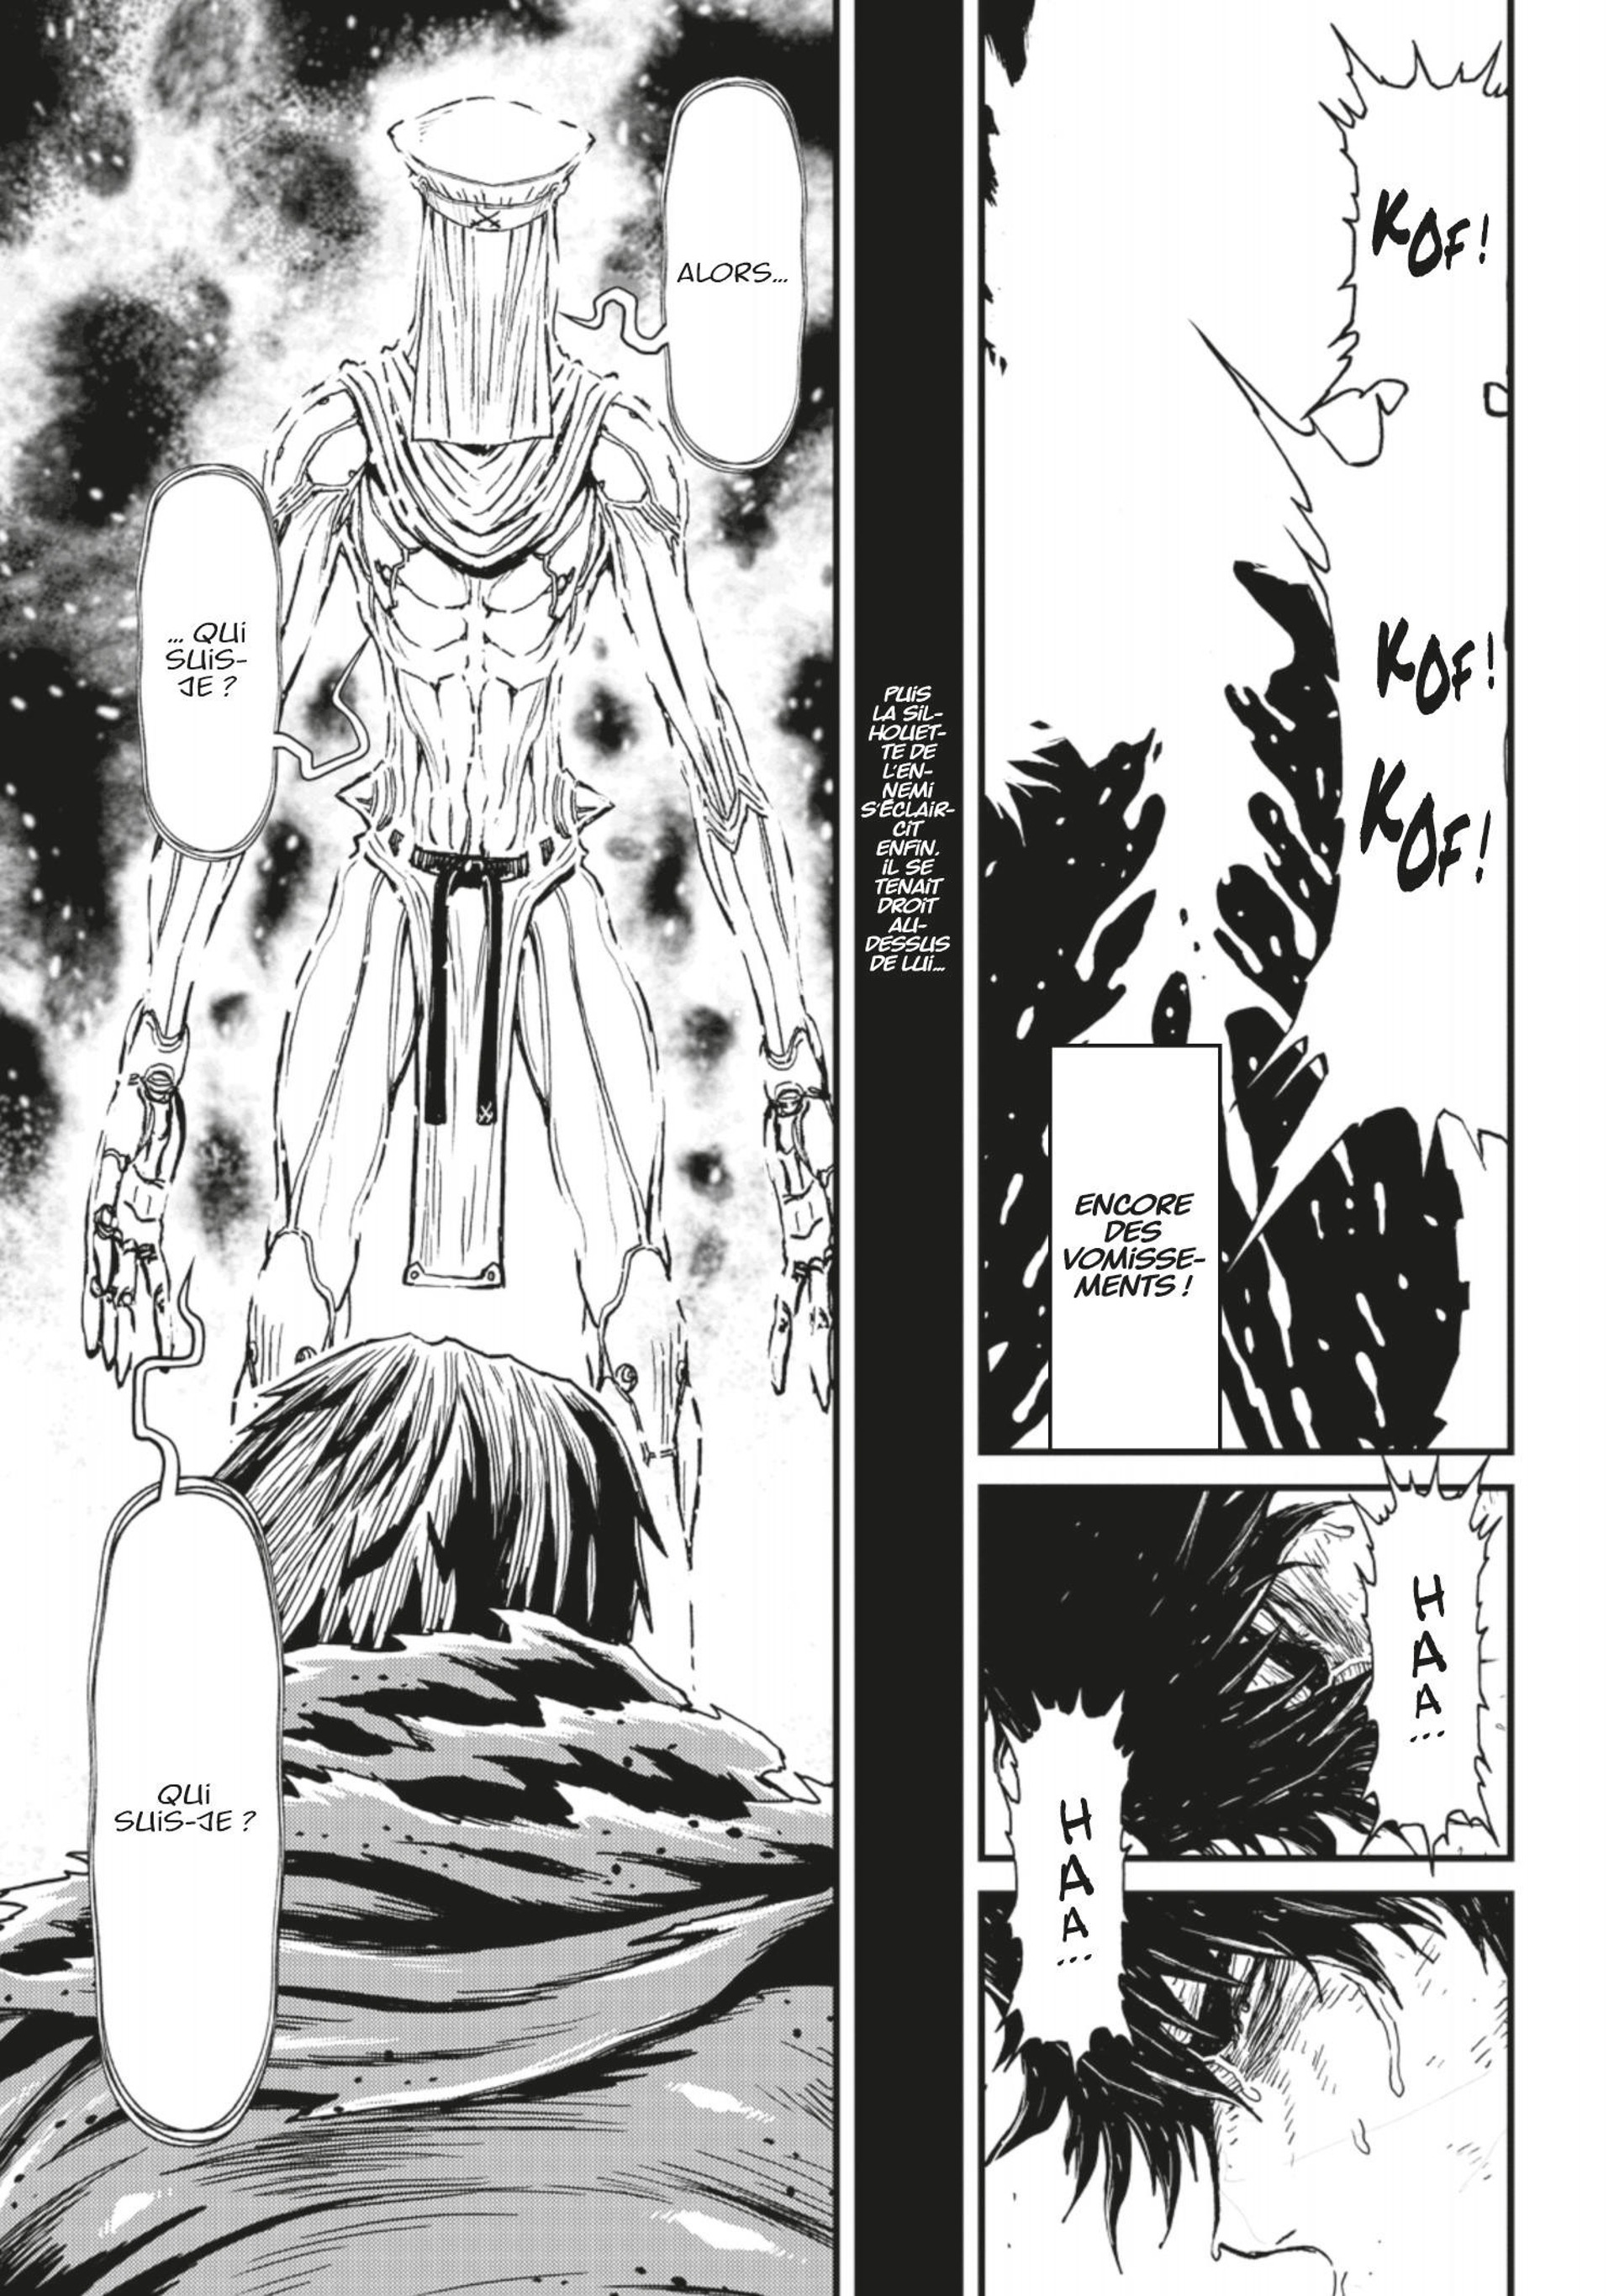 KOF!
KOF!
KOF!
ENCORE
DES
VOMISSE-
MENTS !
HAA...
HAA...
PUIS
LA SIL-
HOUET-
TE DE
L'EN-
NEMI
S'ÉCLAIR-
CIT
ENFIN.
IL SE
TENAIT
DROIT
AU-
DESSUS
DE LUI...
ALORS...
... QUI
SUIS-
JE ?
QUI
SUIS-JE ?